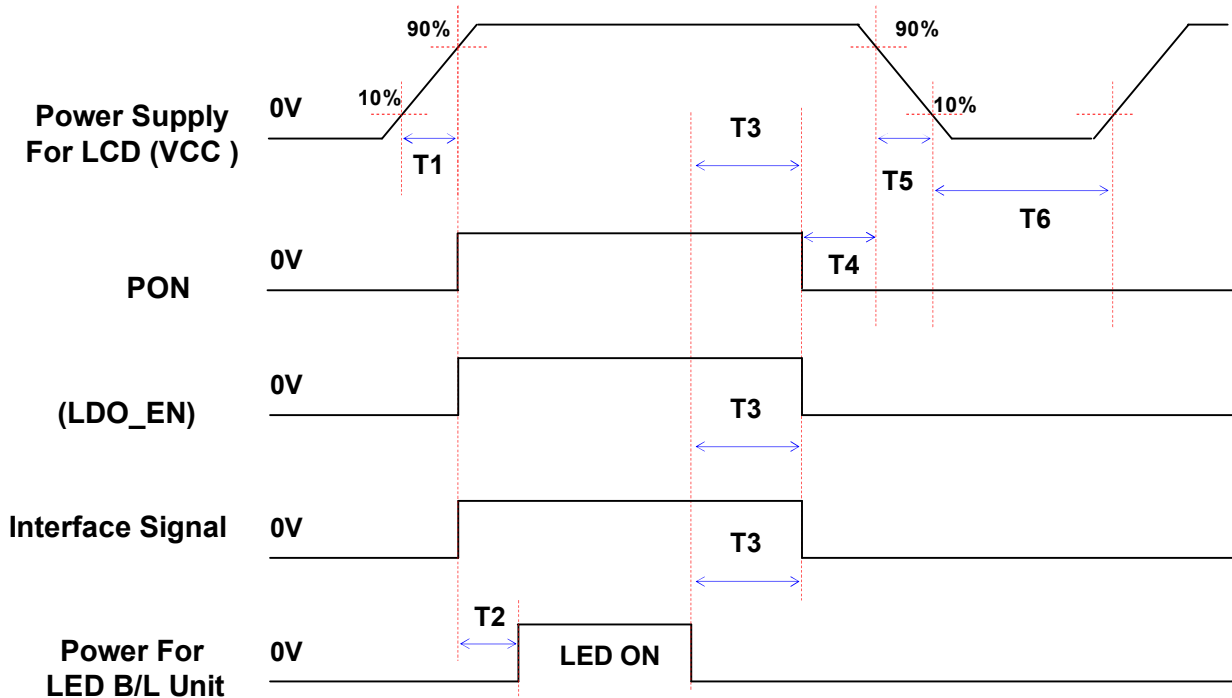 90%
90%
10%
0V
10%
Power Supply
For LCD (VCC )
T1
T3
T5
T6
0V
T4
PON
0V
(LDO_EN)
T3
Interface Signal
0V
T3
T2
Power For
LED B/L Unit
0V
LED ON